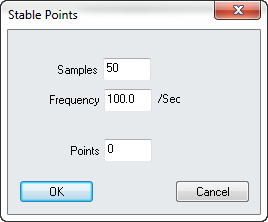 Stable Points
Samples 50
Frequency 100.0 /Sec
Points 0
OK Cancel